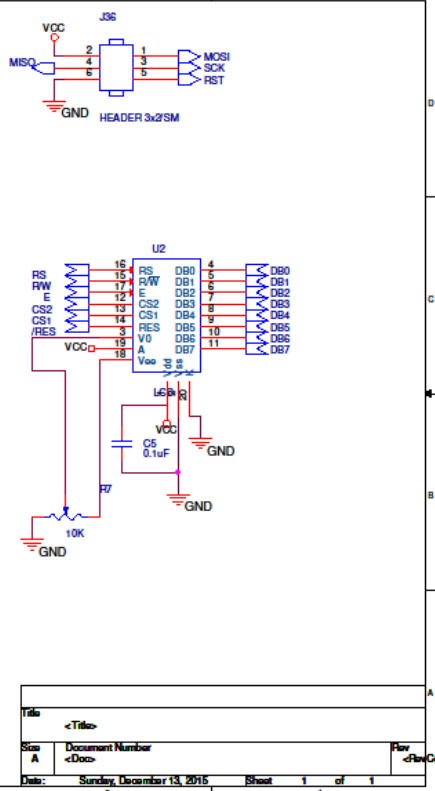 J36
VCC
2 1 MOSI
MISO 4 3 SCK
6 5 RST
GND
HEADER 3x2/SM
D
U2
RS 16 RS DB0 4 DB0
R/W 15 R/W DB1 5 DB1
E 17 E DB2 6 DB2
CS2 12 CS2 DB3 7 DB3
CS1 13 CS1 DB4 8 DB4
/RES 14 RES DB5 9 DB5
3 V0 DB6 10 DB6
VCC 19 A DB7 11 DB7
18 Vee
Vdd Vss K
C
20
VCC
C5
0.1uF
GND
R7
GND
B
10K
GND
A
Title
<Title>
Size Document Number Rev
A <Doc>
Date: Sunday, December 13, 2015 Sheet 1 of 1